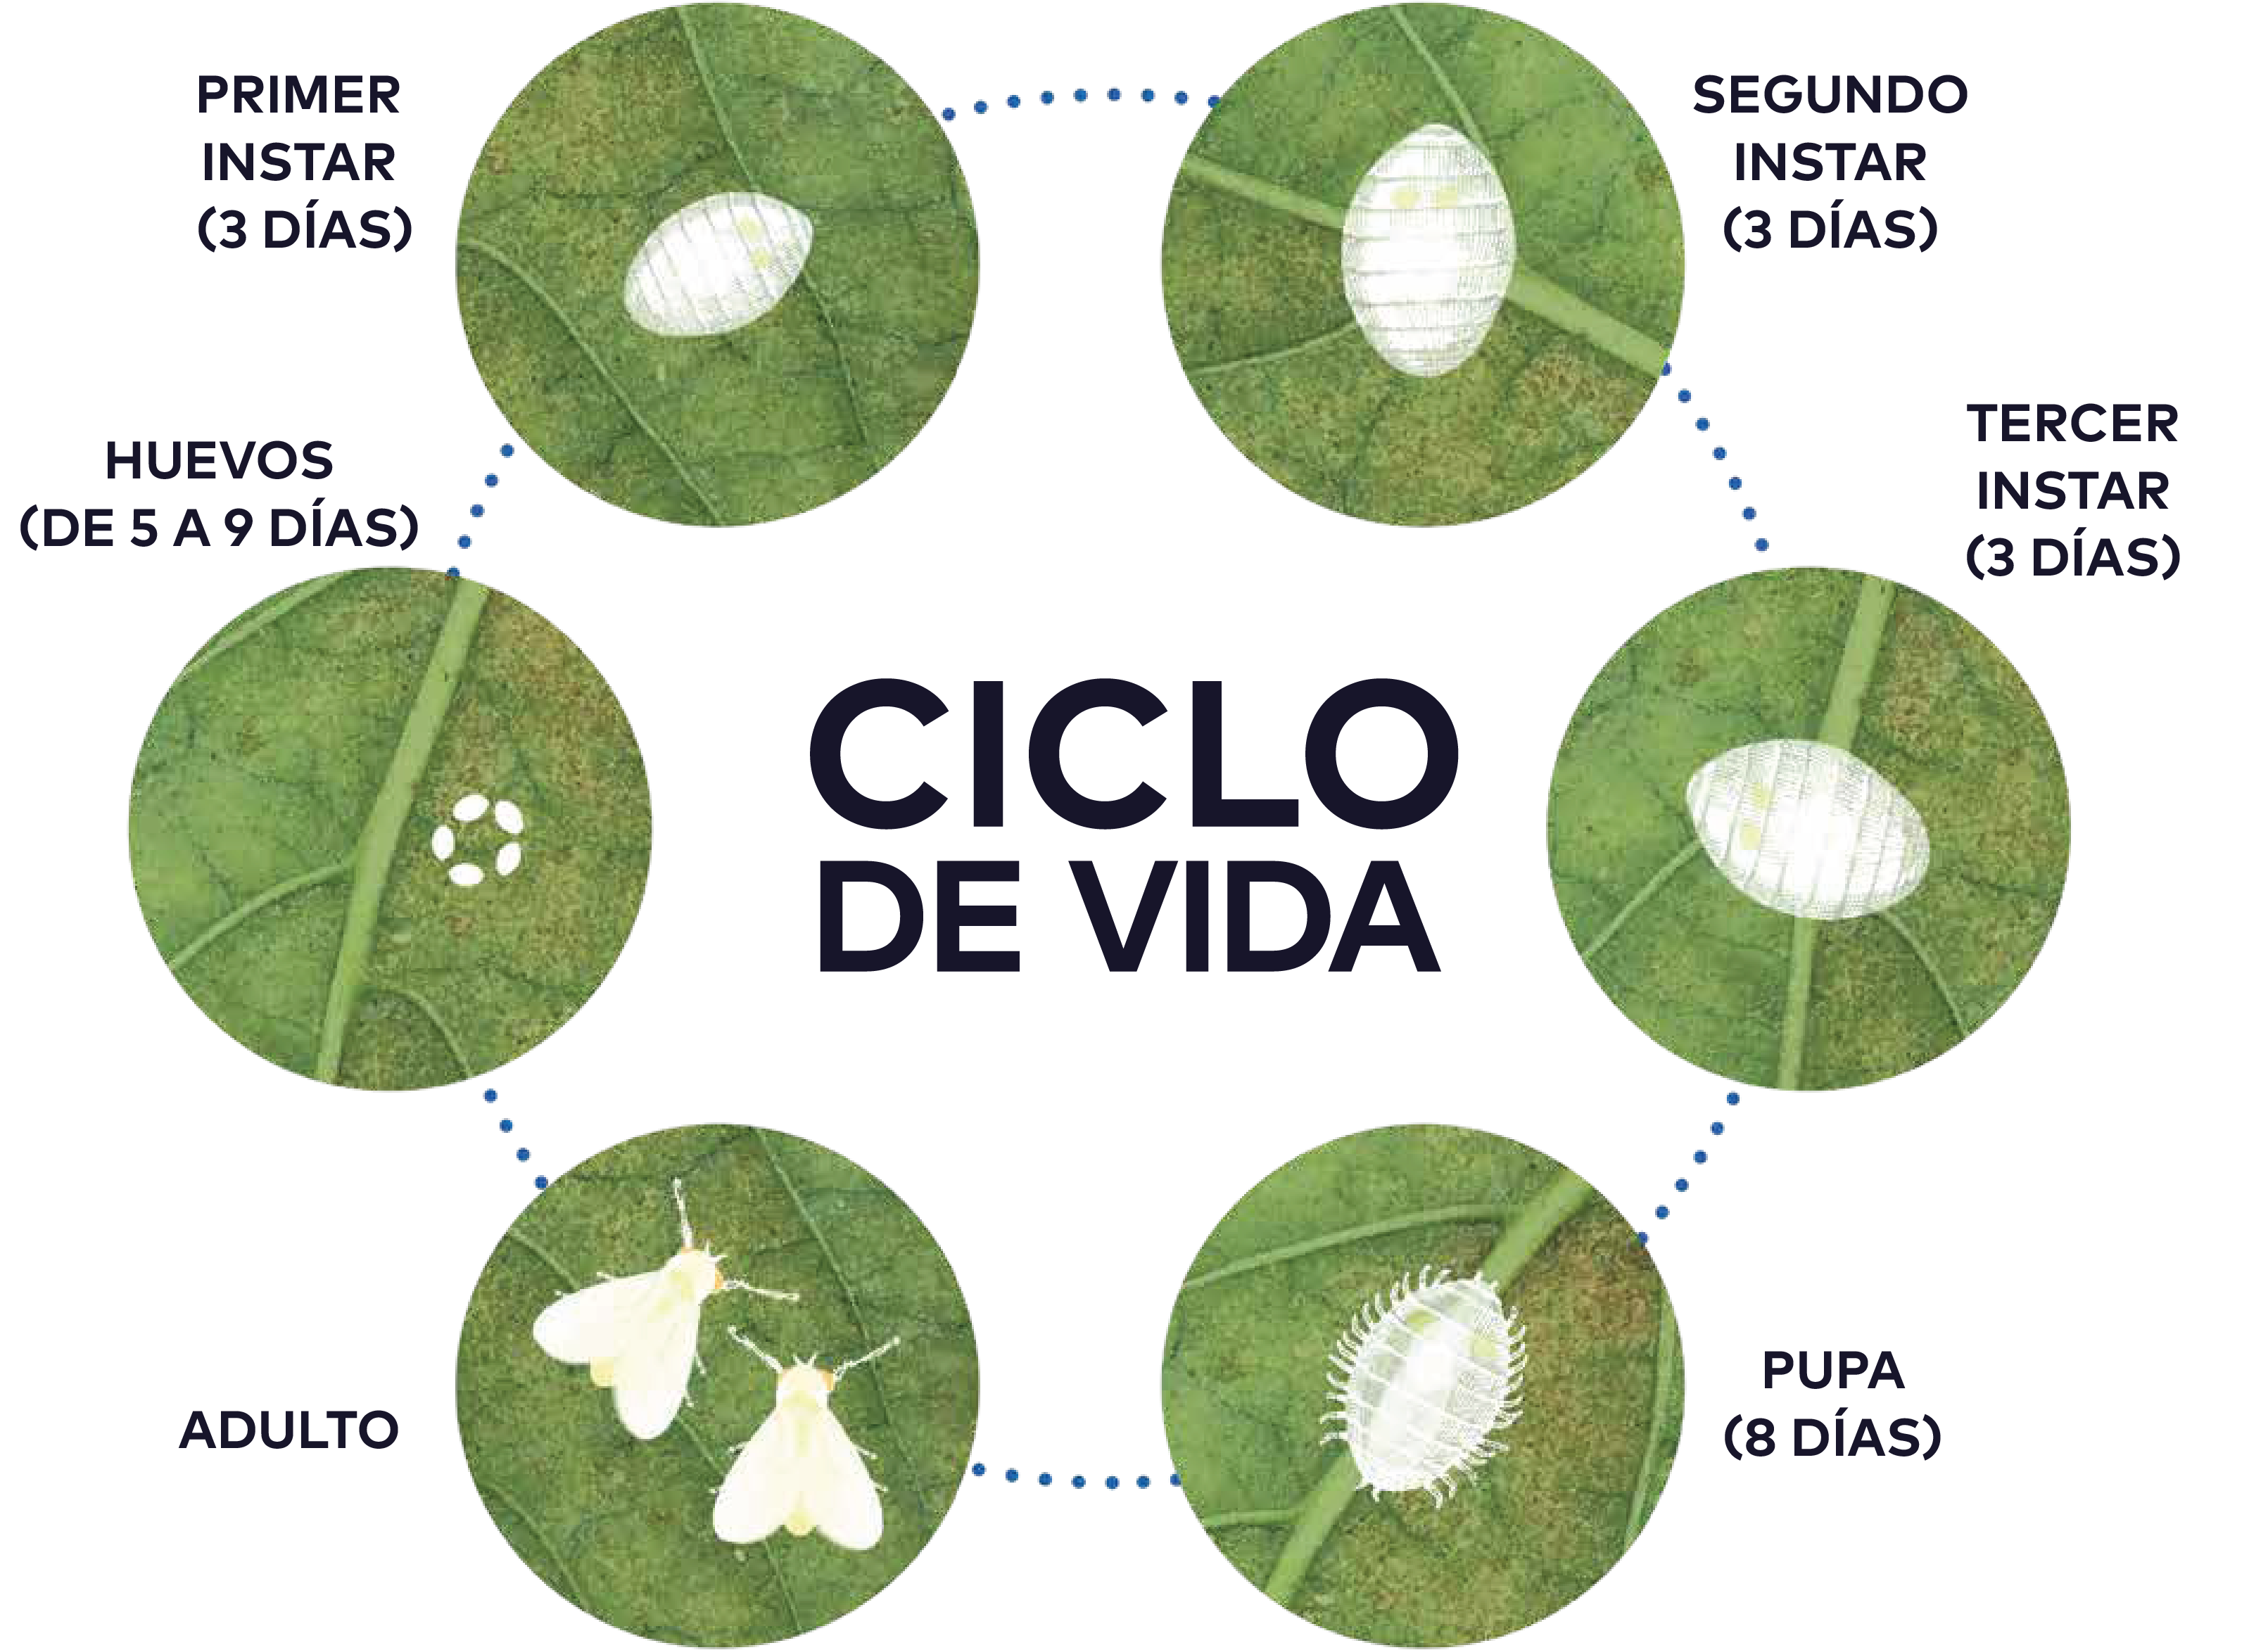 PRIMER
INSTAR
(3 DÍAS)
SEGUNDO
INSTAR
(3 DÍAS)
TERCER
INSTAR
(3 DÍAS)
HUEVOS
(DE 5 A 9 DÍAS)
CICLO
DE VIDA
ADULTO
PUPA
(8 DÍAS)